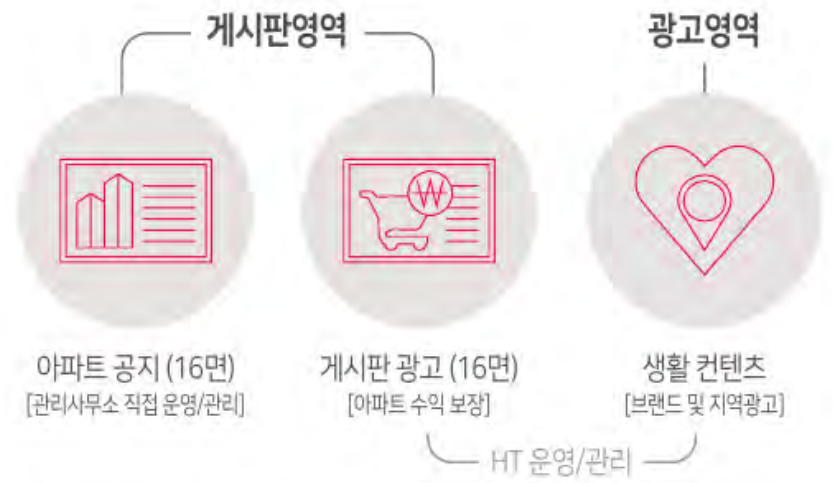 게시판영역
광고영역
₩
아파트 공지 (16면)
[관리사무소 직접 운영/관리]
게시판 광고 (16면)
[아파트 수익 보장]
생활 컨텐츠
[브랜드 및 지역광고]
HT 운영/관리